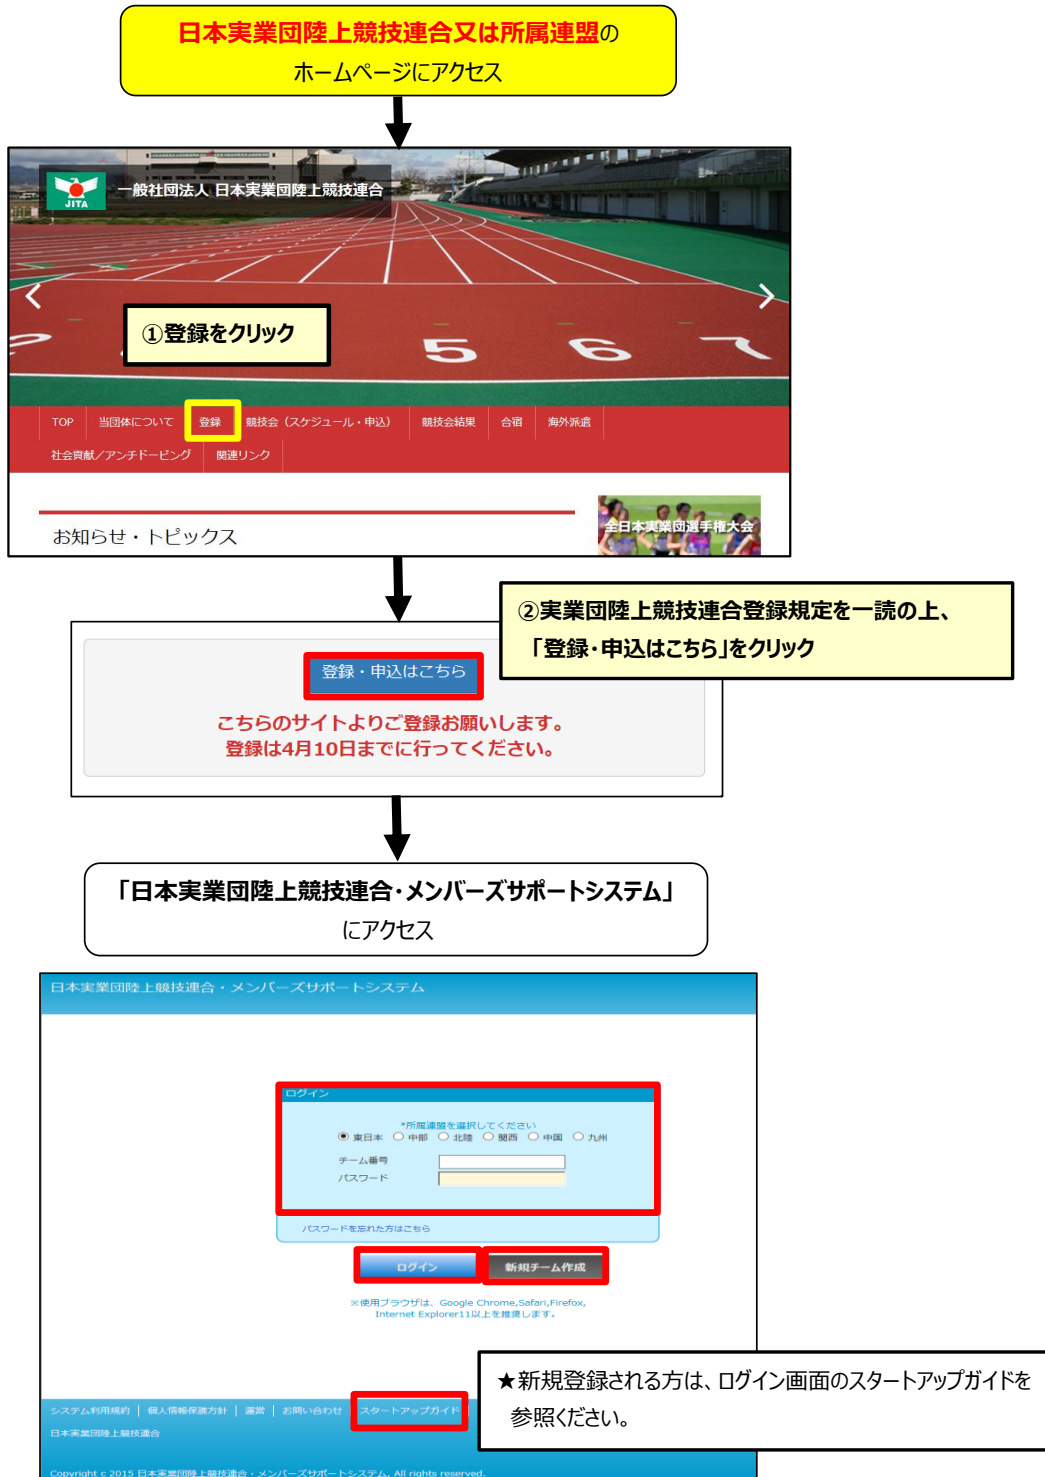 日本実業団陸上競技連合又は所属連盟の
ホームページにアクセス
JITA
一般社団法人 日本実業団陸上競技連合
①登録をクリック
5 6 7
TOP 当団体について 登録 競技会（スケジュール・申込） 競技会結果 合宿 海外派遣
社会貢献／アンチドーピング 関連リンク
お知らせ・トピックス
全日本実業団選手権大会
②実業団陸上競技連合登録規定を一読の上、
「登録・申込はこちら」をクリック
登録・申込はこちら
こちらのサイトよりご登録お願いします。
登録は4月10日までに行ってください。
「日本実業団陸上競技連合・メンバーズサポートシステム」
にアクセス
日本実業団陸上競技連合・メンバーズサポートシステム
ログイン
*所属連盟を選択してください
東日本 中部 北陸 関西 中国 九州
チーム番号
パスワード
パスワードを忘れた方はこちら
ログイン 新規チーム作成
※使用ブラウザは、Google Chrome,Safari,Firefox,
Internet Explorer11以上を推奨します。
★新規登録される方は、ログイン画面のスタートアップガイドを
参照ください。
システム利用規約 | 個人情報保護方針 | 運営 | お問い合わせ スタートアップガイド
日本実業団陸上競技連合
Copyright c 2015 日本実業団陸上競技連合・メンバーズサポートシステム, All rights reserved.